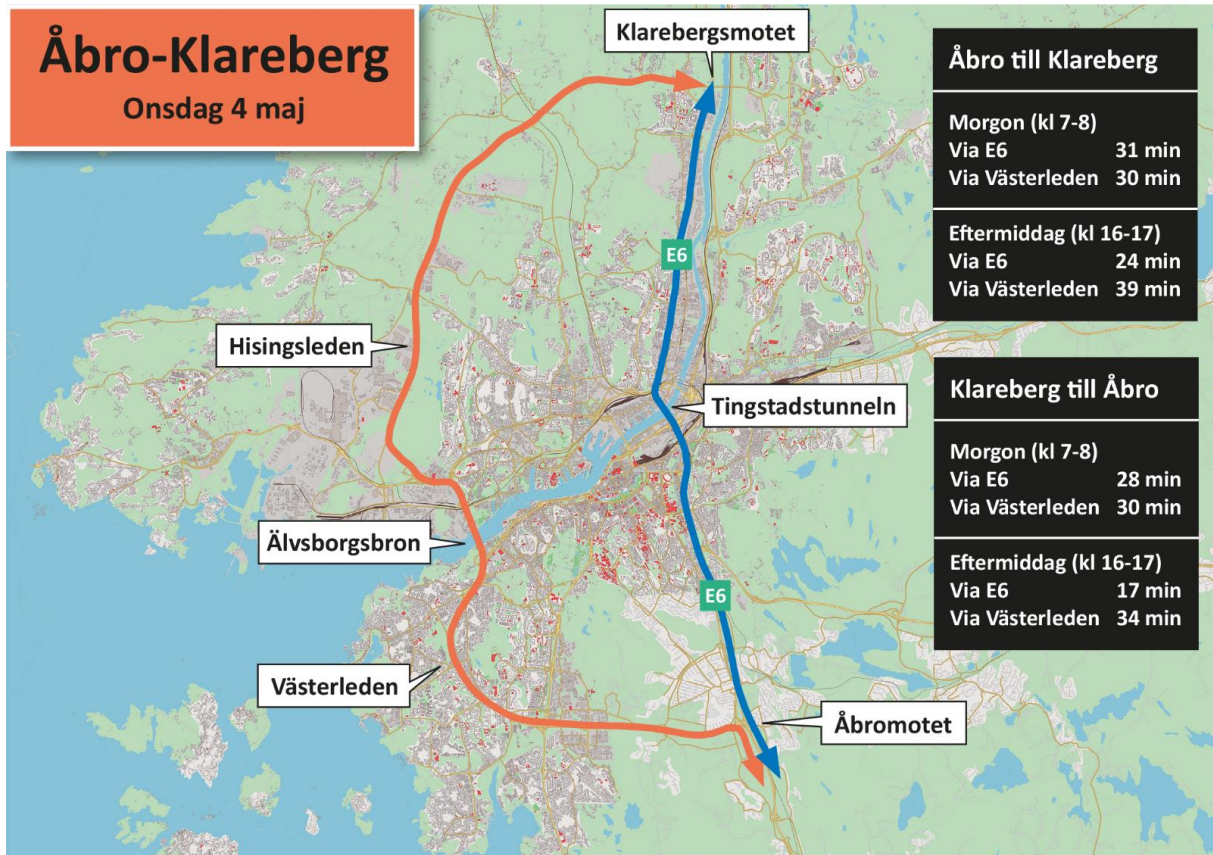 Åbro-Klareberg
Onsdag 4 maj
Klarebergsmotet
E6
Hisingsleden
Tingstadstunneln
Älvsborgsbron
E6
Västerleden
Åbromotet
Åbro till Klareberg
Morgon (kl 7-8)
Via E6 31 min
Via Västerleden 30 min
Eftermiddag (kl 16-17)
Via E6 24 min
Via Västerleden 39 min
Klareberg till Åbro
Morgon (kl 7-8)
Via E6 28 min
Via Västerleden 30 min
Eftermiddag (kl 16-17)
Via E6 17 min
Via Västerleden 34 min